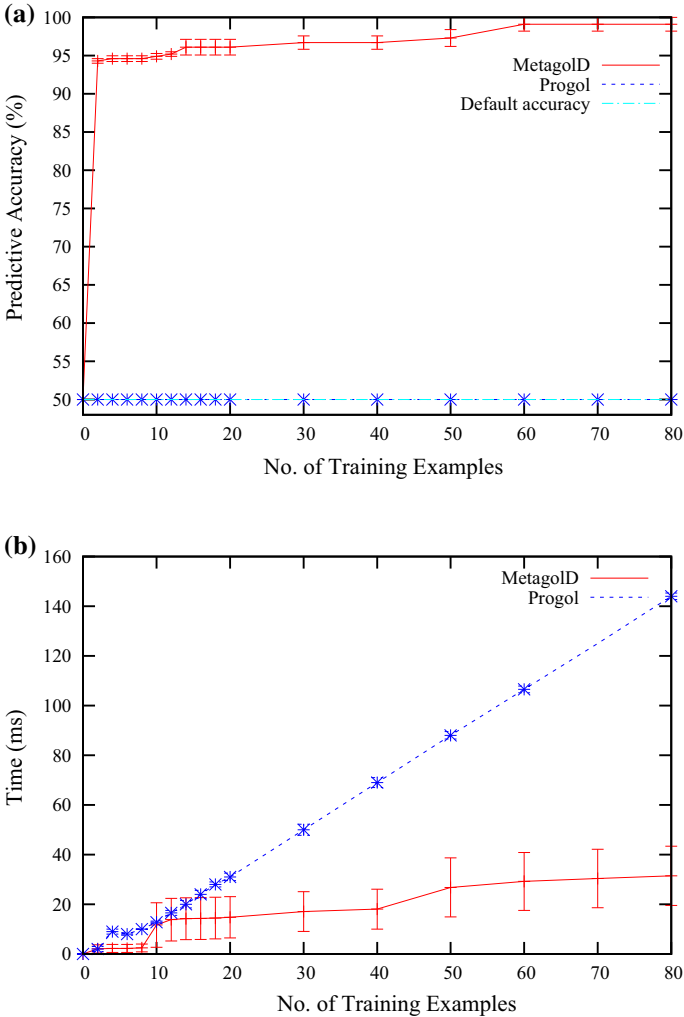 (a)
100
95
90
85
80
75
70
65
60
55
50
Predictive Accuracy (%)
MetagolD
Progol
Default accuracy
0 10 20 30 40 50 60 70 80
No. of Training Examples
(b)
160
140
120
100
80
60
40
20
0
Time (ms)
MetagolD
Progol
0 10 20 30 40 50 60 70 80
No. of Training Examples